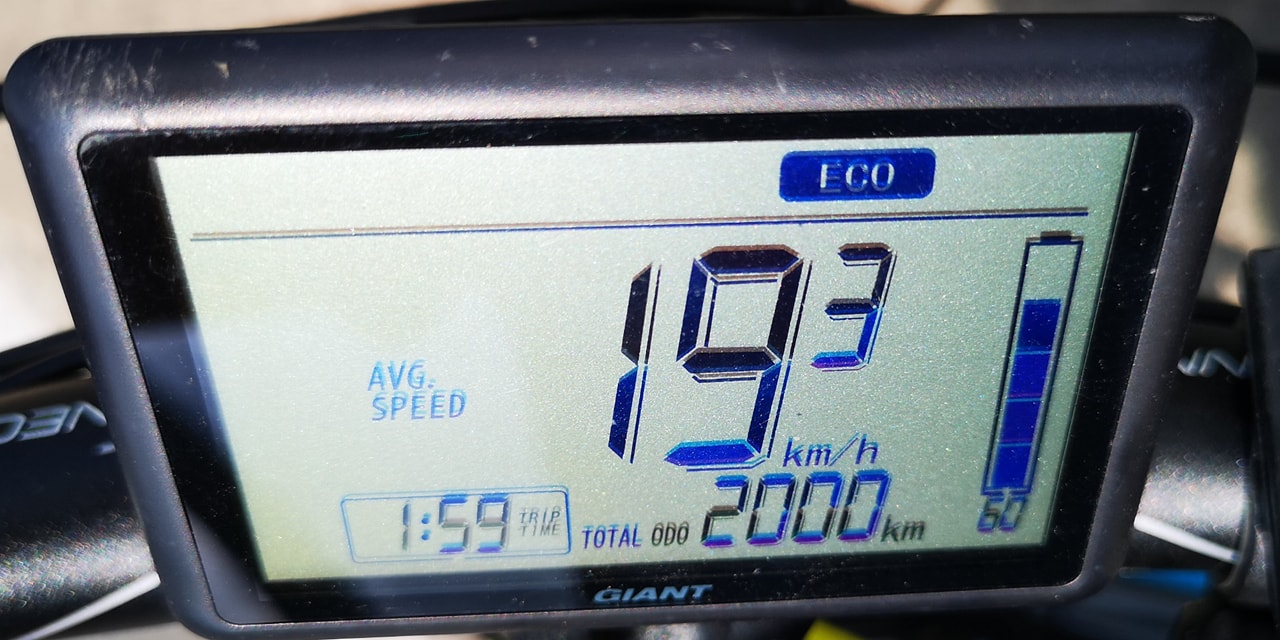 ECO
19.3
AVG.
SPEED
km/h
1:59 TRIP
TIME
TOTAL ODO 2000 km
60
GIANT